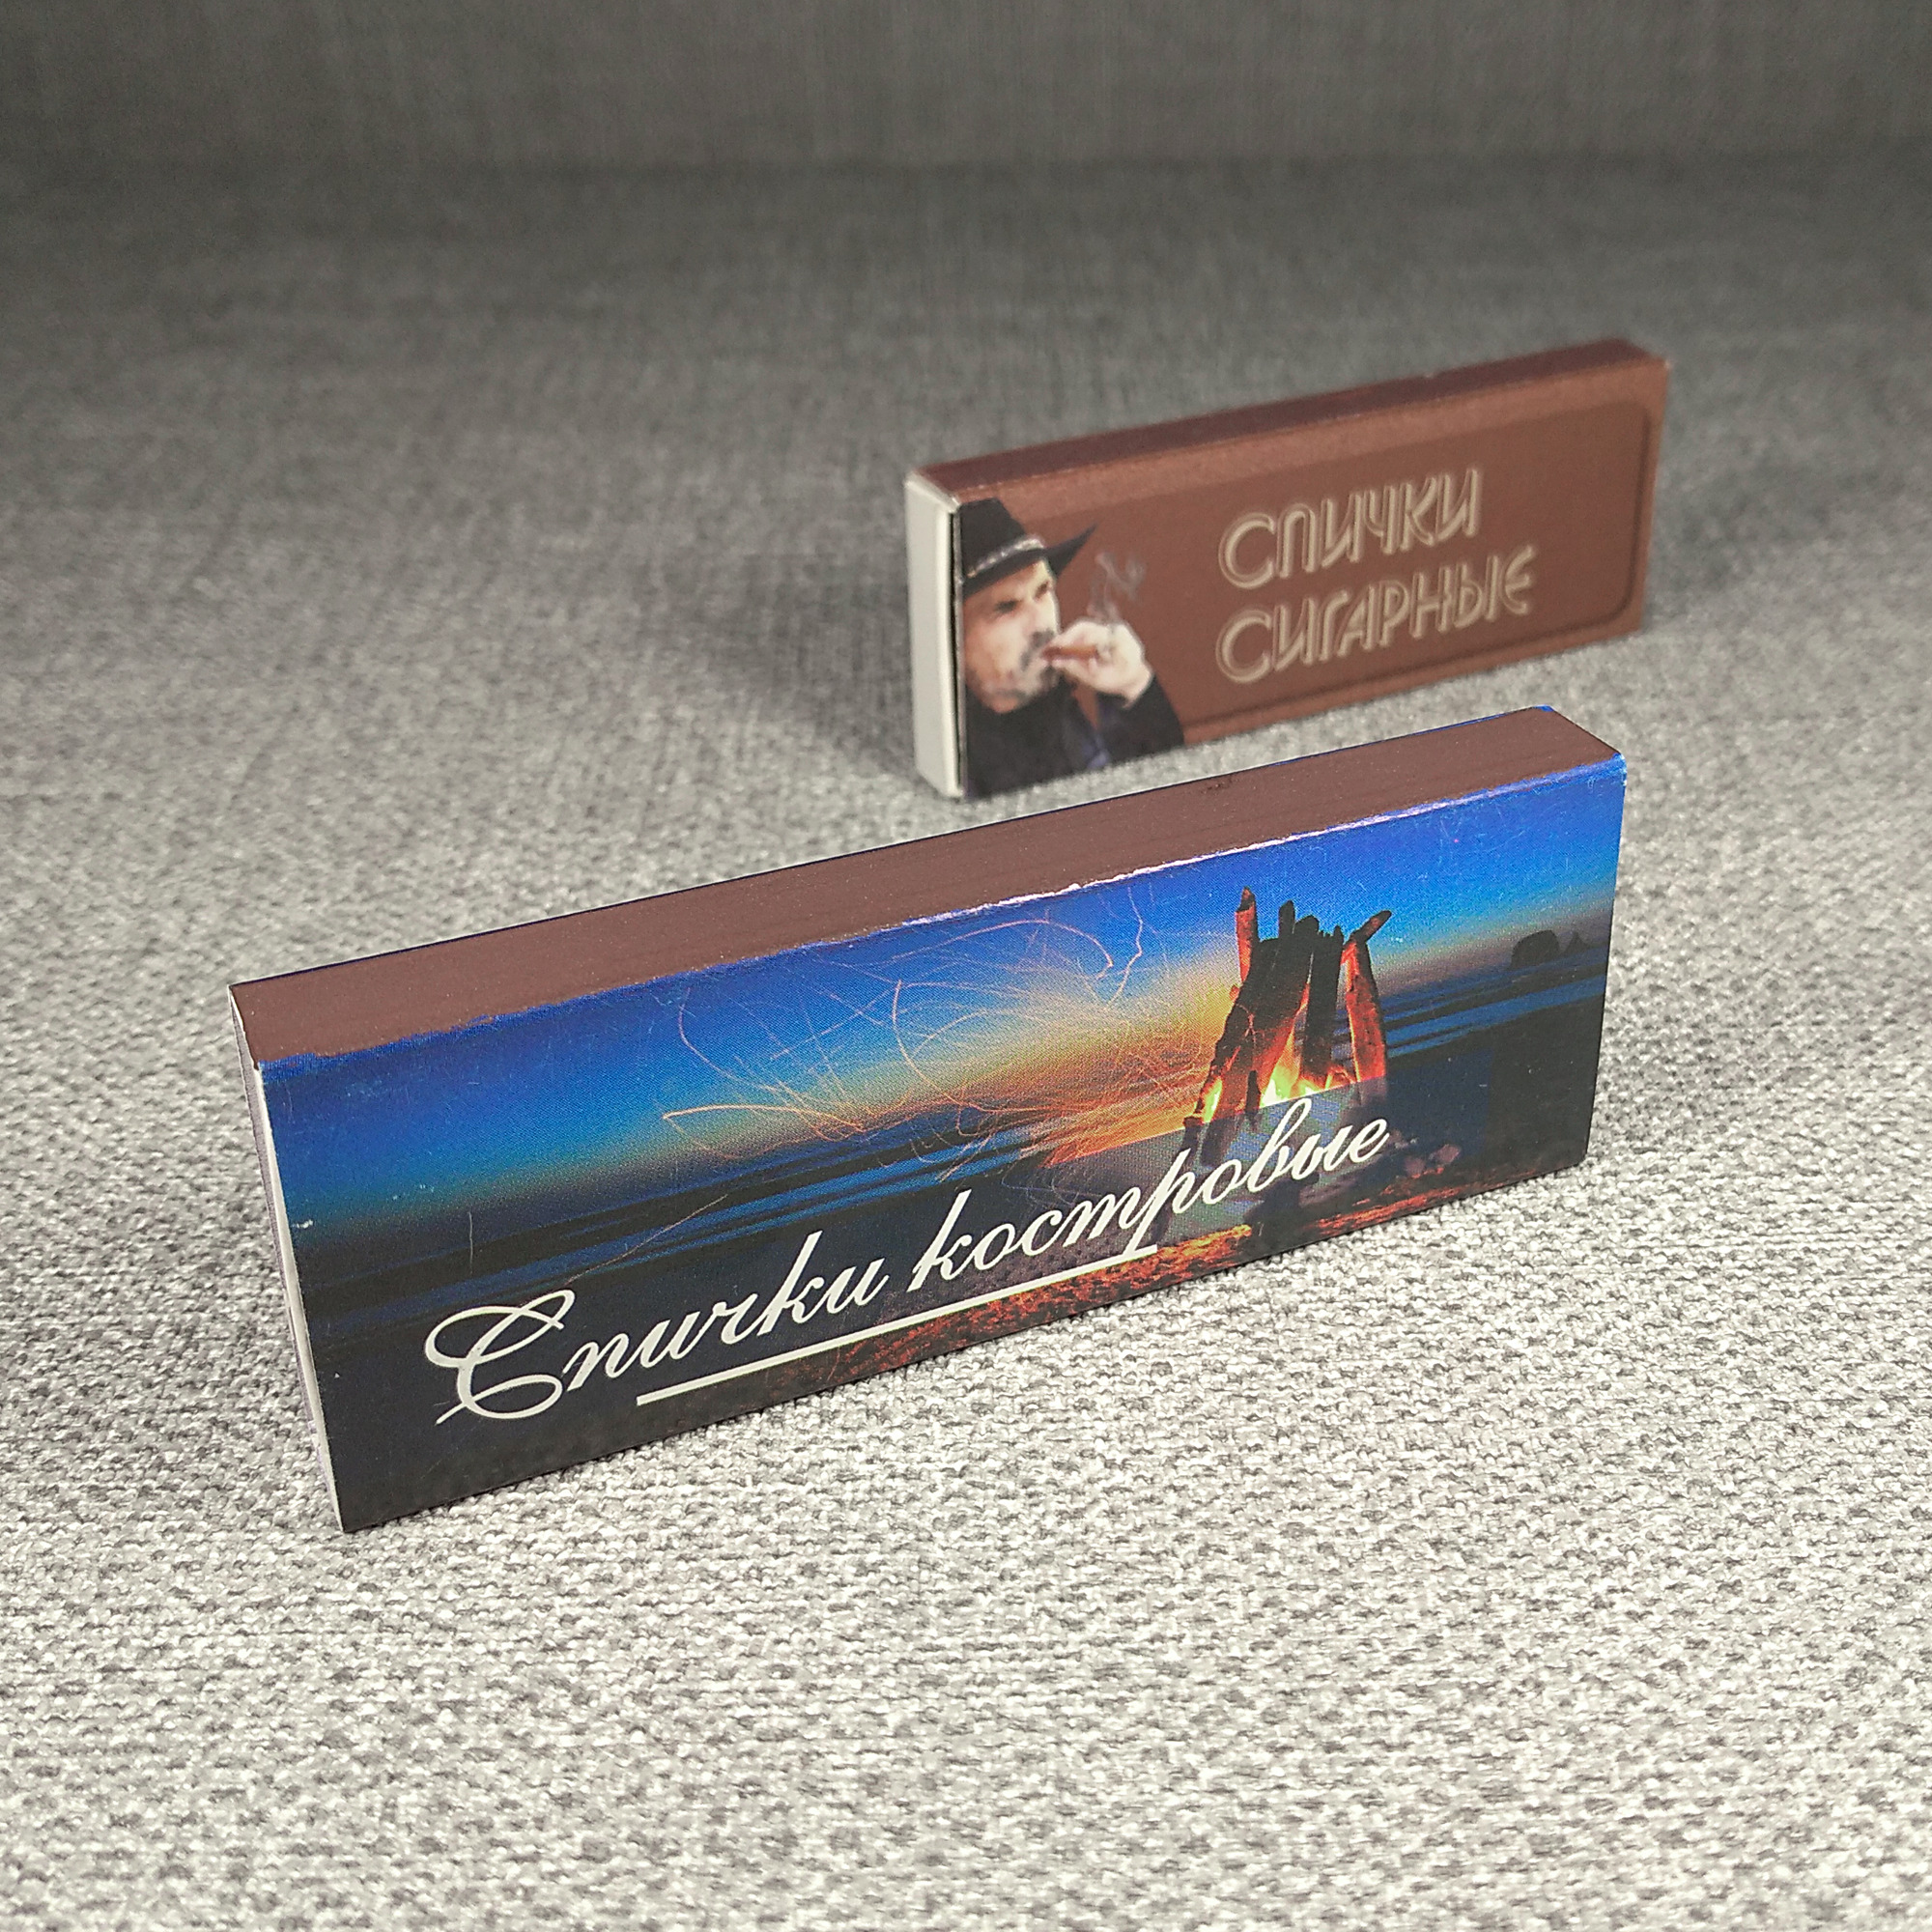 СПИЧКИ
СИГАРНЫЕ
Спички костровые